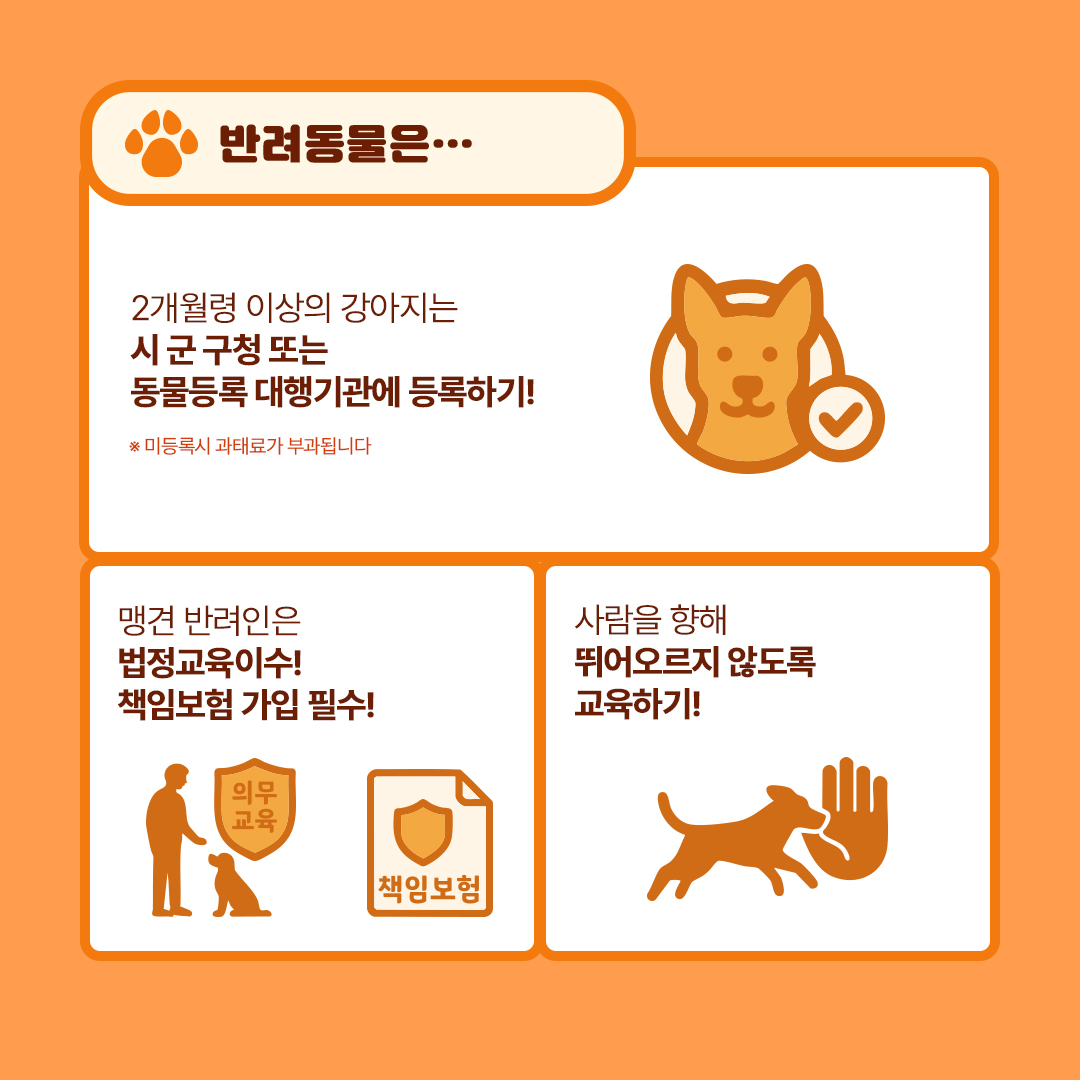 반려동물은…
2개월령 이상의 강아지는
시 군 구청 또는
동물등록 대행기관에 등록하기!
※ 미등록시 과태료가 부과됩니다
맹견 반려인은
법정교육이수!
책임보험 가입 필수!
의무
교육
책임보험
사람을 향해
뛰어오르지 않도록
교육하기!